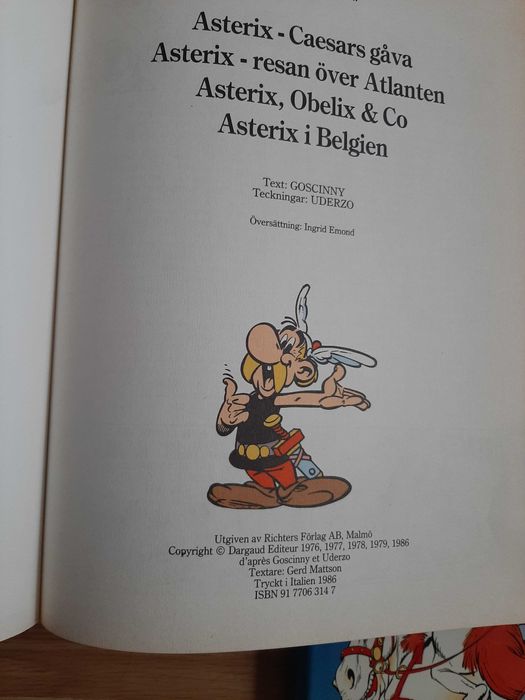 Asterix - Caesars gåva
Asterix - resan över Atlanten
Asterix, Obelix & Co
Asterix i Belgien
Text: GOSCINNY
Teckningar: UDERZO
Översättning: Ingrid Emond
Utgiven av Richters Förlag AB, Malmö
Copyright © Dargaud Editeur 1976, 1977, 1978, 1979, 1986
d'après Goscinny et Uderzo
Textare: Gerd Mattson
Tryckt i Italien 1986
ISBN 91 7706 314 7